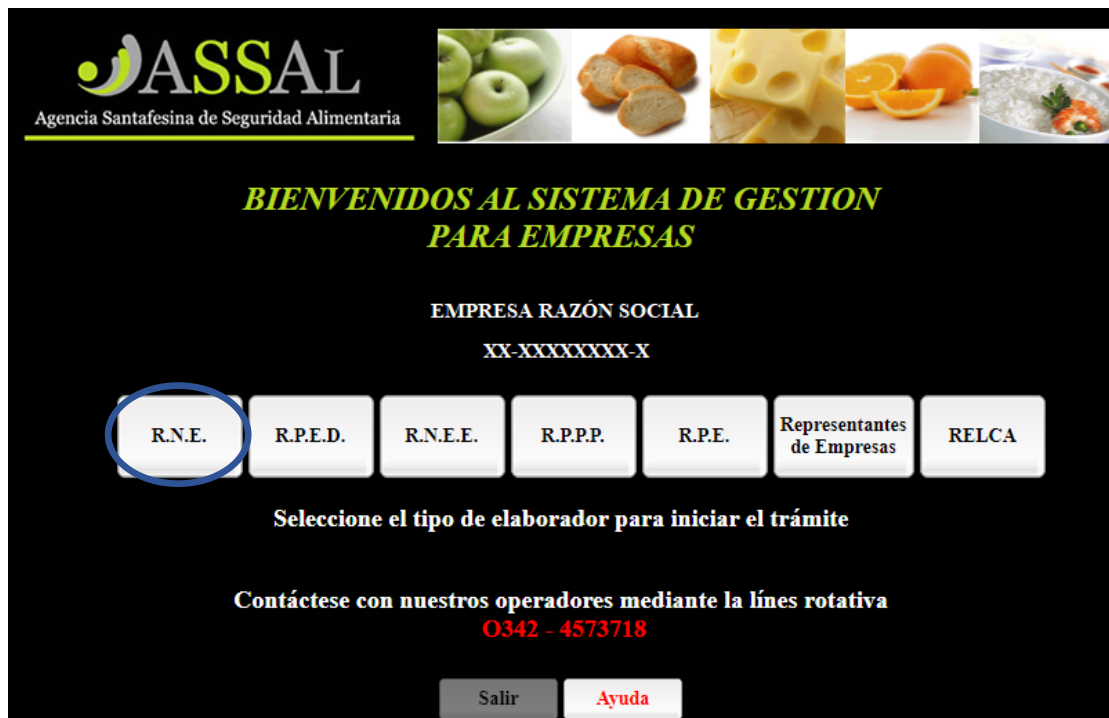 ASSAL
Agencia Santafesina de Seguridad Alimentaria
BIENVENIDOS AL SISTEMA DE GESTION
PARA EMPRESAS
EMPRESA RAZÓN SOCIAL
XX-XXXXXXXX-X
R.N.E.
R.P.E.D.
R.N.E.E.
R.P.P.P.
R.P.E.
Representantes
de Empresas
RELCA
Seleccione el tipo de elaborador para iniciar el trámite
Contáctese con nuestros operadores mediante la línes rotativa
O342 - 4573718
Salir
Ayuda